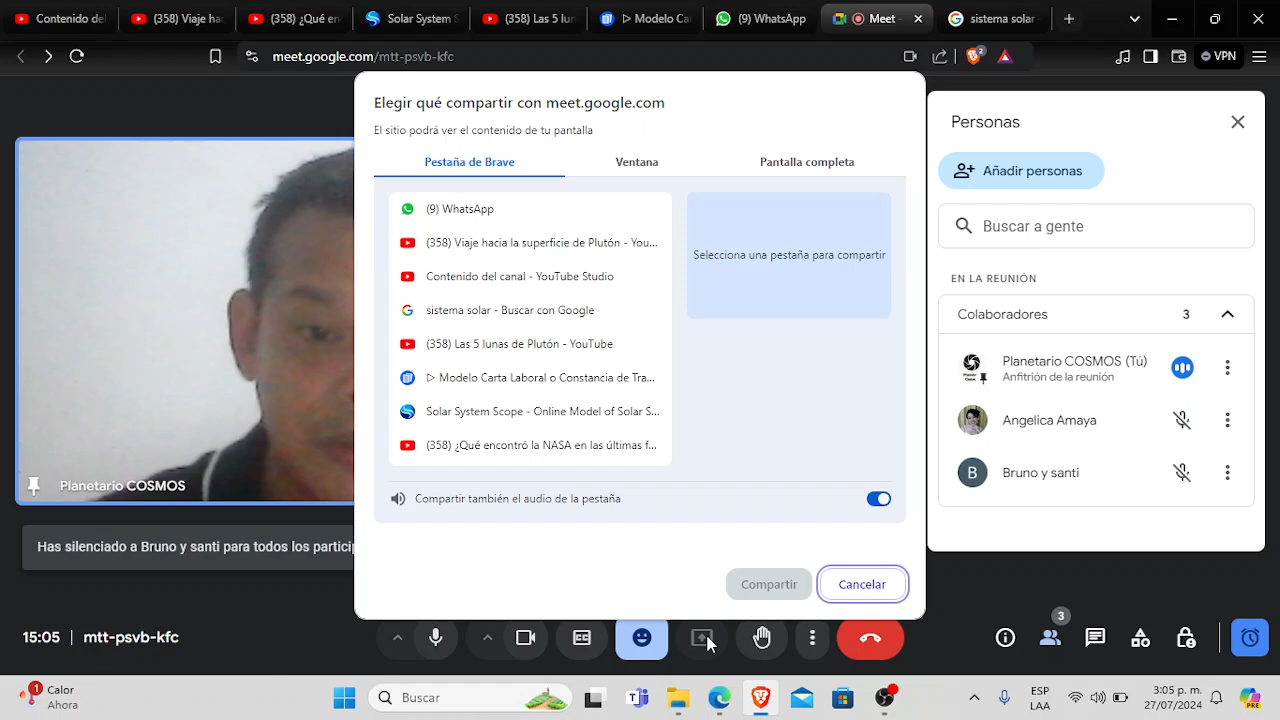 Contenido del
(358) Viaje had
(358) ¿Qué en
Solar System S
(358) Las 5 lun
▷ Modelo Car
(9) WhatsApp
Meet -
sistema solar -
meet.google.com/mtt-psvb-kfc
2
VPN
Elegir qué compartir con meet.google.com
El sitio podrá ver el contenido de tu pantalla
Pestaña de Brave
Ventana
Pantalla completa
(9) WhatsApp
(358) Viaje hacia la superficie de Plutón - You...
Contenido del canal - YouTube Studio
sistema solar - Buscar con Google
(358) Las 5 lunas de Plutón - YouTube
▷ Modelo Carta Laboral o Constancia de Tra...
Solar System Scope - Online Model of Solar S...
(358) ¿Qué encontró la NASA en las últimas f...
Selecciona una pestaña para compartir
Compartir también el audio de la pestaña
Compartir
Cancelar
Personas
Añadir personas
Buscar a gente
EN LA REUNIÓN
Colaboradores
3
Planetario COSMOS (Tú)
Anfitrión de la reunión
Angelica Amaya
B
Bruno y santi
Planetario COSMOS
Has silenciado a Bruno y santi para todos los particip
15:05
mtt-psvb-kfc
3
1
Calor
Ahora
Buscar
ESP
LAA
3:05 p. m.
27/07/2024
PRE